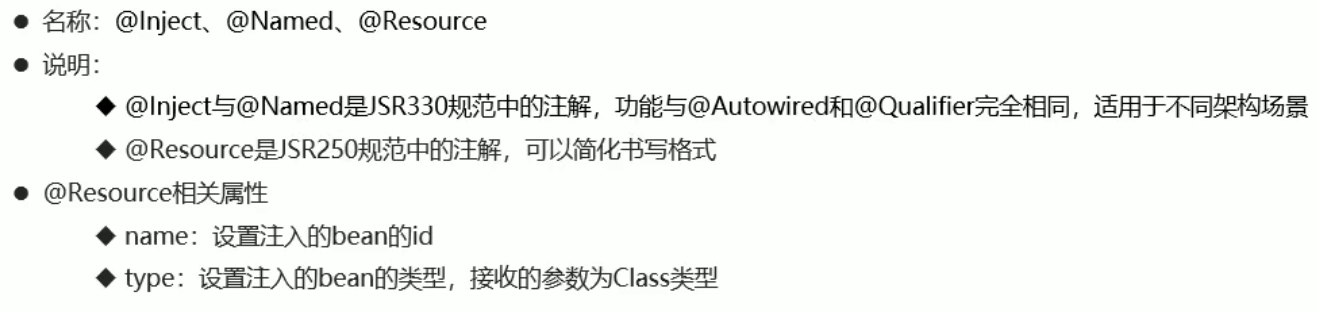 ● 名称：@Inject、@Named、@Resource
● 说明：
◆ @Inject与@Named是JSR330规范中的注解，功能与@Autowired和@Qualifier完全相同，适用于不同架构场景
◆ @Resource是JSR250规范中的注解，可以简化书写格式
● @Resource相关属性
◆ name：设置注入的bean的id
◆ type：设置注入的bean的类型，接收的参数为Class类型